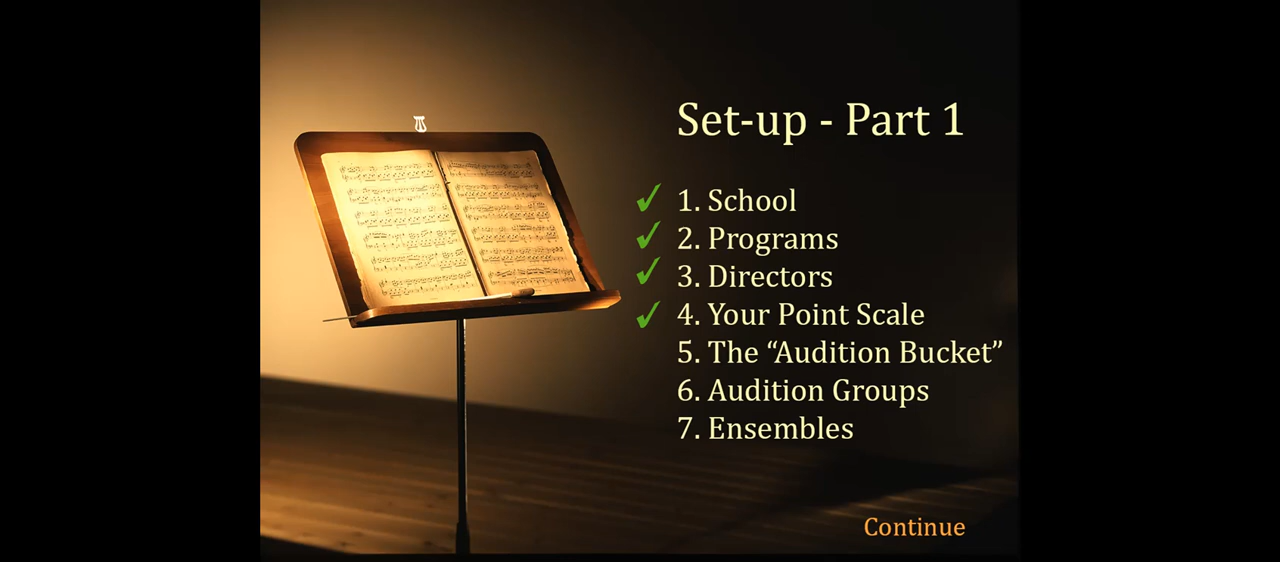 Set-up - Part 1
✓ 1. School
✓ 2. Programs
✓ 3. Directors
✓ 4. Your Point Scale
5. The “Audition Bucket”
6. Audition Groups
7. Ensembles
Continue